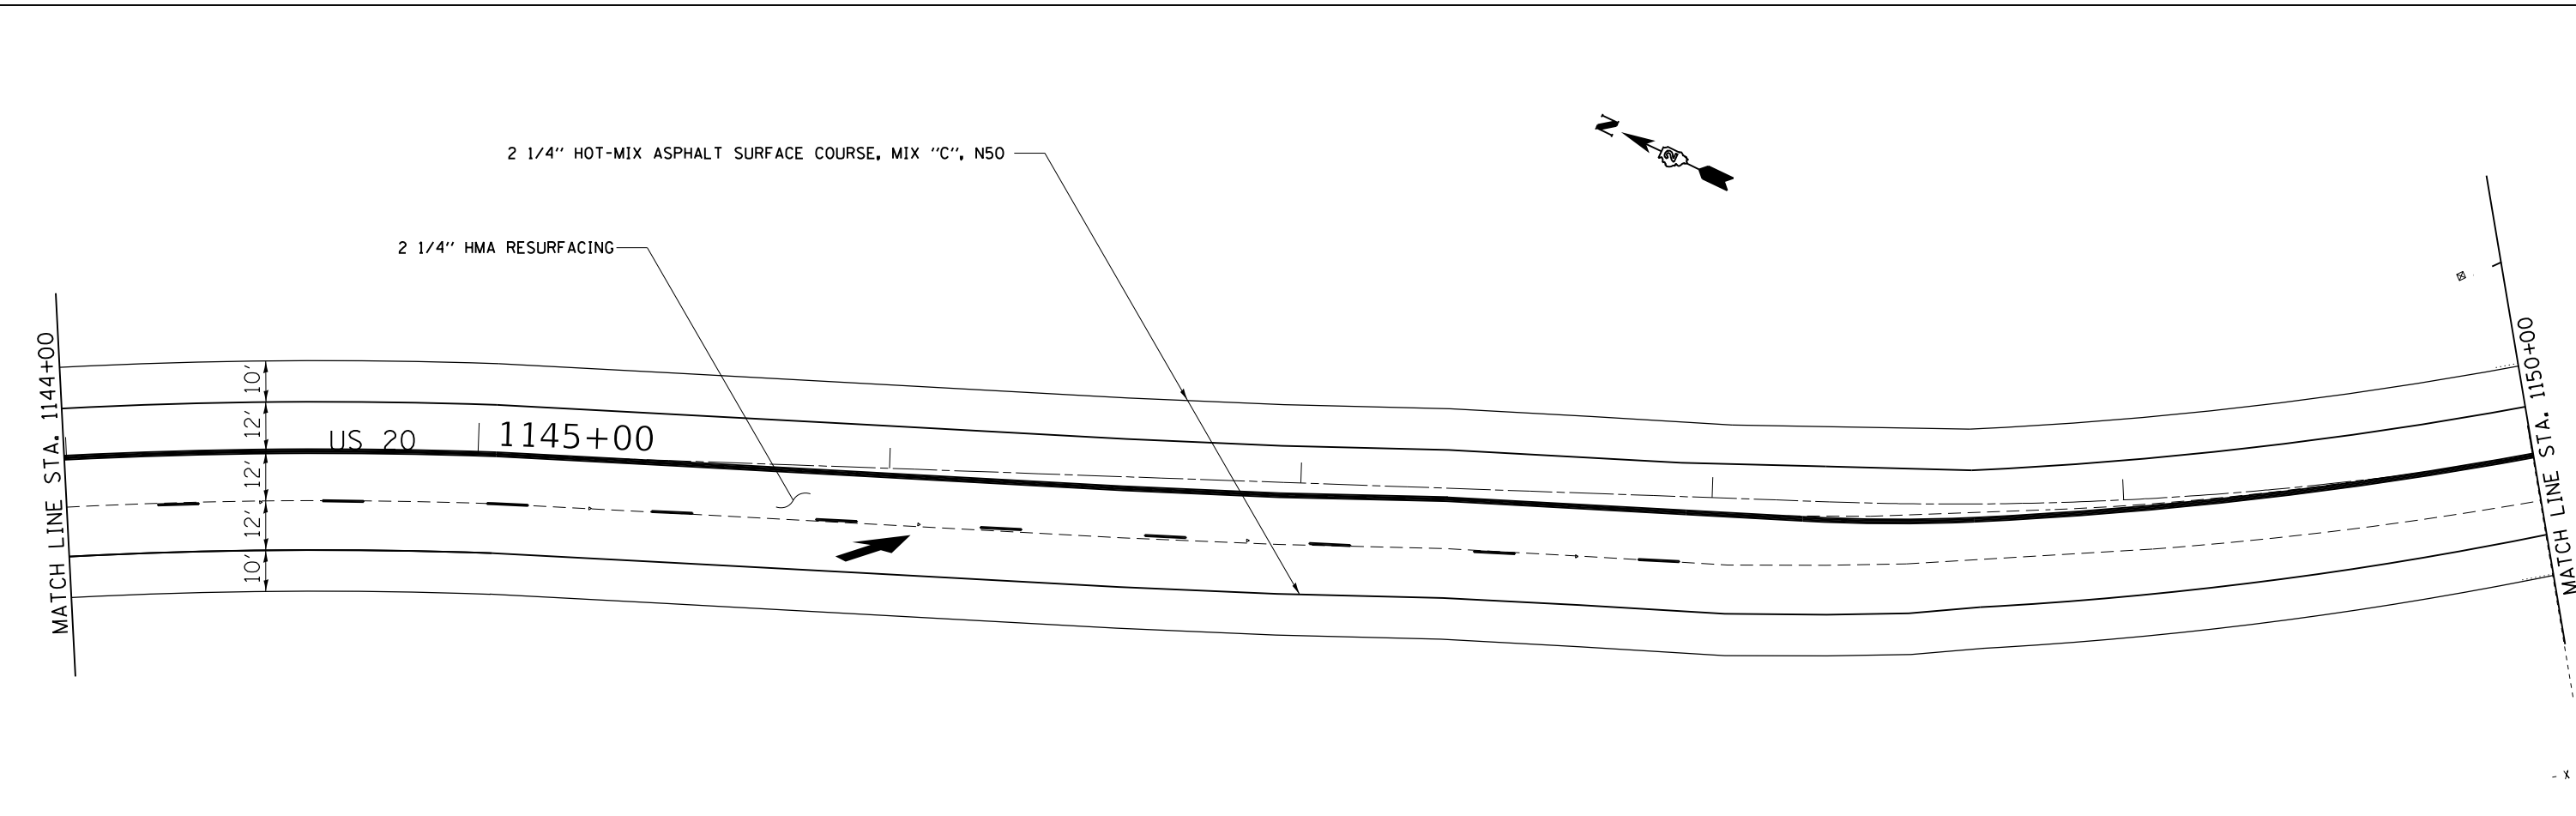 N
2
2 1/4" HOT-MIX ASPHALT SURFACE COURSE, MIX "C", N50
2 1/4" HMA RESURFACING
MATCH LINE STA. 1144+00
10'
12'
12'
12'
10'
US 20
1145+00
MATCH LINE STA. 1150+00
X